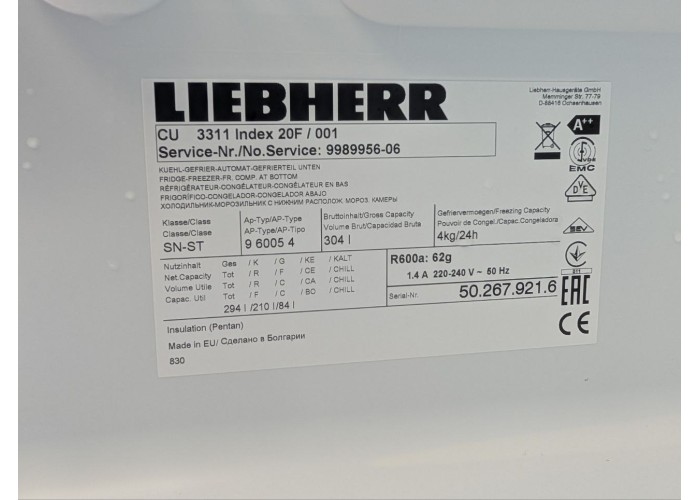 LIEBHERR
Liebherr-Hausgeräte GmbH
Memminger Str. 77-79
D-88416 Ochsenhausen
CU 3311 Index 20F / 001
Service-Nr./No.Service: 9989956-06
A++
KUEHL-GEFRIER-AUTOMAT-GEFRIERTEIL UNTEN
FRIDGE-FREEZER-FR. COMP. AT BOTTOM
RÉFRIGÉRATEUR-CONGÉLATEUR-CONGÉLATEUR EN BAS
FRIGORÍFICO-CONGELADOR-CONGELADOR ABAJO
ХОЛОДИЛЬНИК-МОРОЗИЛЬНИК С НИЖНИМ РАСПОЛОЖ. МОРОЗ. КАМЕРЫ
VDE
EMC
DVE
SEV
Klasse/Class
Classe/Classe
SN-ST
Ap-Typ/AP-Type
AP-Type/AP-Tipo
9 6005 4
Bruttoinhalt/Gross Capacity
Volume Brut/Capacidad Bruta
304 l
Gefriervermoegen/Freezing Capacity
Pouvoir de Congel./Capac.Congeladora
4kg/24h
Nutzinhalt Ges / K / G / KE / KALT
Net.Capacity Tot / R / F / CE / CHILL
Volume Utile Tot / R / C / CA / CHILL
Capac. Util Tot / F / C / BC / CHILL
294 l /210 l/84 l
R600a: 62g
1.4 A 220-240 V ~ 50 Hz
Serial-Nr. 50.267.921.6
011
EAC
CE
Insulation (Pentan)
Made in EU/ Сделано в Болгарии
830